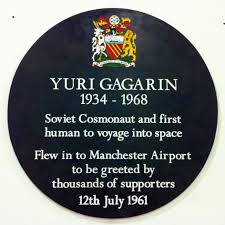 YURI GAGARIN
1934 - 1968
Soviet Cosmonaut and first
human to voyage into space
Flew in to Manchester Airport
to be greeted by
thousands of supporters
12th July 1961